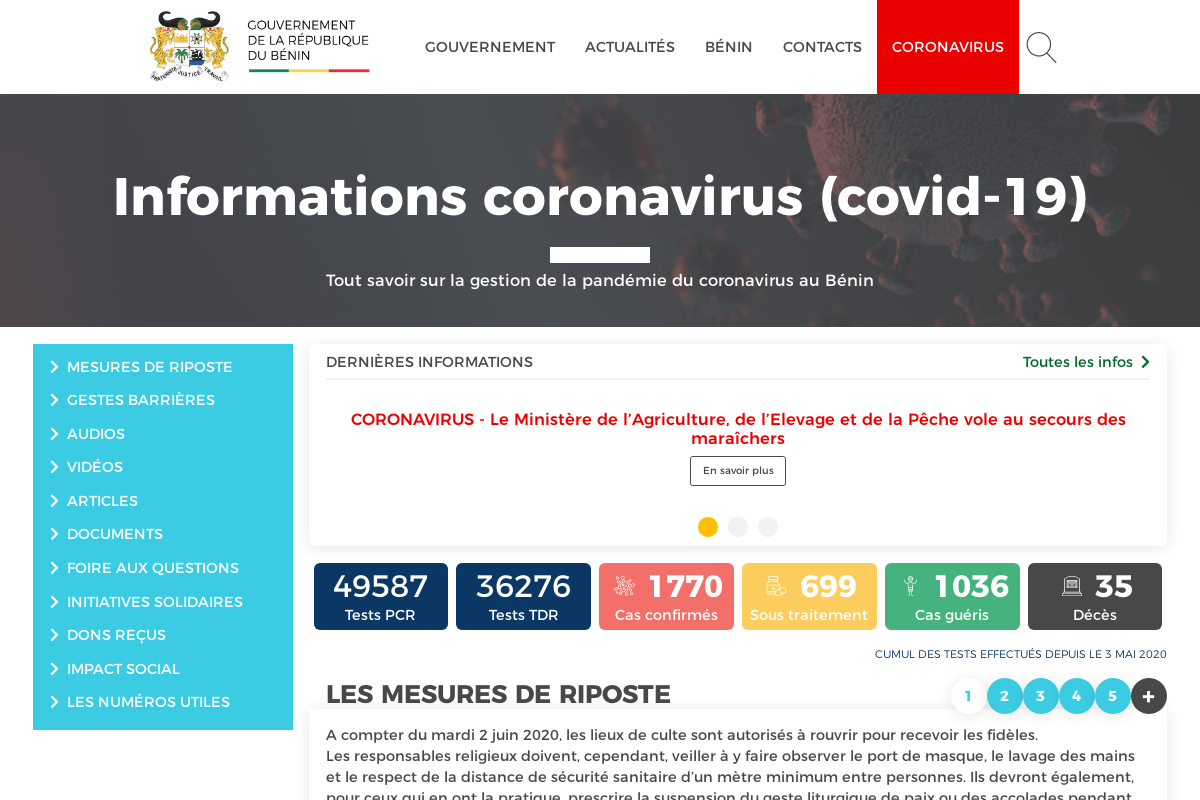 GOUVERNEMENT
DE LA RÉPUBLIQUE
DU BÉNIN
FRATERNITÉ JUSTICE TRAVAIL
GOUVERNEMENT
ACTUALITÉS
BÉNIN
CONTACTS
CORONAVIRUS
Informations coronavirus (covid-19)
Tout savoir sur la gestion de la pandémie du coronavirus au Bénin
MESURES DE RIPOSTE
GESTES BARRIÈRES
AUDIOS
VIDÉOS
ARTICLES
DOCUMENTS
FOIRE AUX QUESTIONS
INITIATIVES SOLIDAIRES
DONS REÇUS
IMPACT SOCIAL
LES NUMÉROS UTILES
DERNIÈRES INFORMATIONS
Toutes les infos
CORONAVIRUS - Le Ministère de l’Agriculture, de l’Elevage et de la Pêche vole au secours des
maraîchers
En savoir plus
49587
Tests PCR
36276
Tests TDR
1770
Cas confirmés
699
Sous traitement
1036
Cas guéris
35
Décès
CUMUL DES TESTS EFFECTUÉS DEPUIS LE 3 MAI 2020
LES MESURES DE RIPOSTE
1
2
3
4
5
+
A compter du mardi 2 juin 2020, les lieux de culte sont autorisés à rouvrir pour recevoir les fidèles.
Les responsables religieux doivent, cependant, veiller à y faire observer le port de masque, le lavage des mains
et le respect de la distance de sécurité sanitaire d’un mètre minimum entre personnes. Ils devront également,
pour ceux qui en ont la pratique, prescrire la suspension du geste liturgique de paix ou des accolades pendant